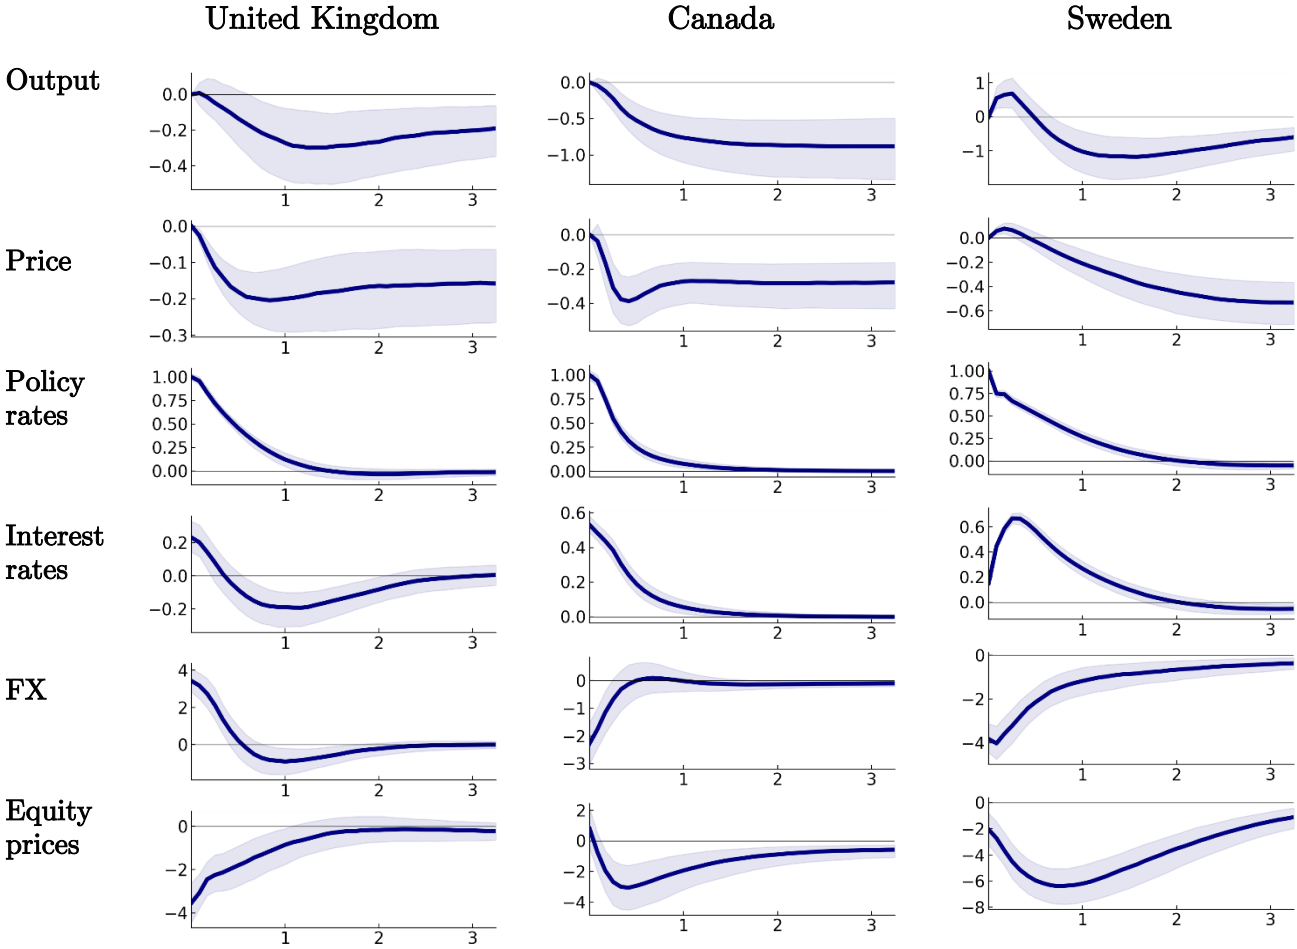 United Kingdom Canada Sweden
Output
0.0 −0.2 −0.4 1 2 3
0.0 −0.5 −1.0 1 2 3
1 0 −1 1 2 3
Price
0.0 −0.1 −0.2 −0.3 1 2 3
0.0 −0.2 −0.4 1 2 3
0.0 −0.2 −0.4 −0.6 1 2 3
Policy
rates
1.00 0.75 0.50 0.25 0.00 1 2 3
1.00 0.75 0.50 0.25 0.00 1 2 3
1.00 0.75 0.50 0.25 0.00 1 2 3
Interest
rates
0.2 0.0 −0.2 1 2 3
0.6 0.4 0.2 0.0 1 2 3
0.6 0.4 0.2 0.0 1 2 3
FX
4 2 0 1 2 3
0 −1 −2 −3 1 2 3
0 −2 −4 1 2 3
Equity
prices
0 −2 −4 1 2 3
2 0 −2 −4 1 2 3
0 −2 −4 −6 −8 1 2 3